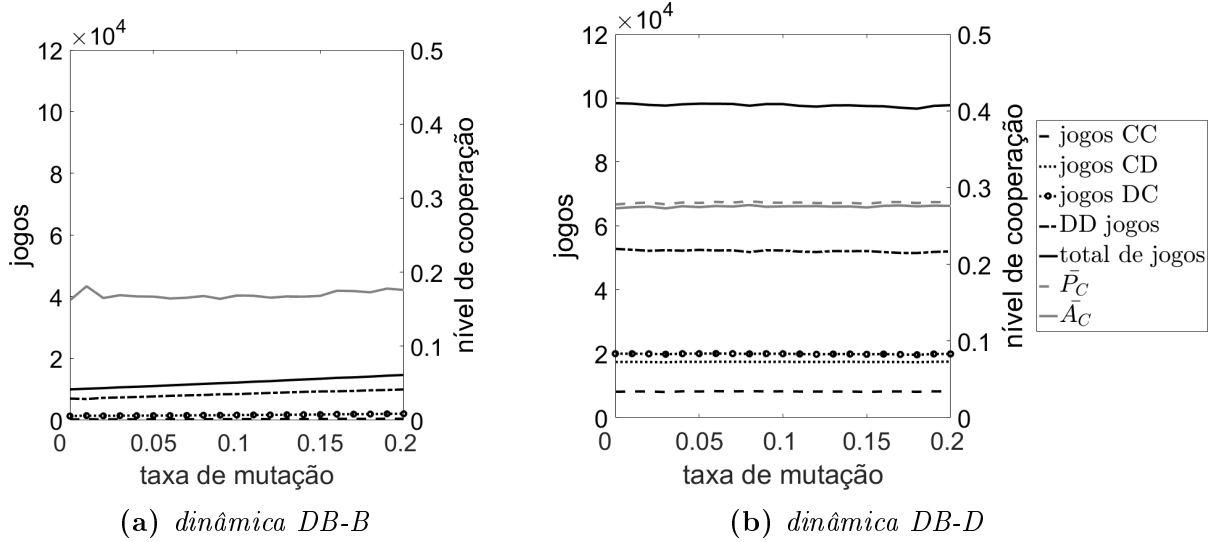 ×10⁴
12
10
8
6
4
2
0
jogos
0.5
0.4
0.3
0.2
0.1
0
nível de cooperação
0
0.05
0.1
0.15
0.2
taxa de mutação
(a) dinâmica DB-B
×10⁴
12
10
8
6
4
2
0
jogos
0.5
0.4
0.3
0.2
0.1
0
nível de cooperação
0
0.05
0.1
0.15
0.2
taxa de mutação
(b) dinâmica DB-D
jogos CC
jogos CD
jogos DC
DD jogos
total de jogos
P̄_C
Ā_C